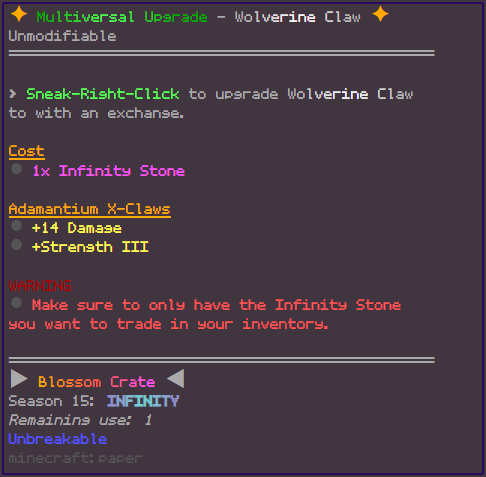 ✦ Multiversal Upgrade - Wolverine Claw ✦
Unmodifiable
> Sneak-Right-Click to upgrade Wolverine Claw
to with an exchange.
Cost
● 1x Infinity Stone
Adamantium X-Claws
● +14 Damage
● +Strength III
WARNING
● Make sure to only have the Infinity Stone
you want to trade in your inventory.
▶ Blossom Crate ◀
Season 15: INFINITY
Remaining use: 1
Unbreakable
minecraft:paper